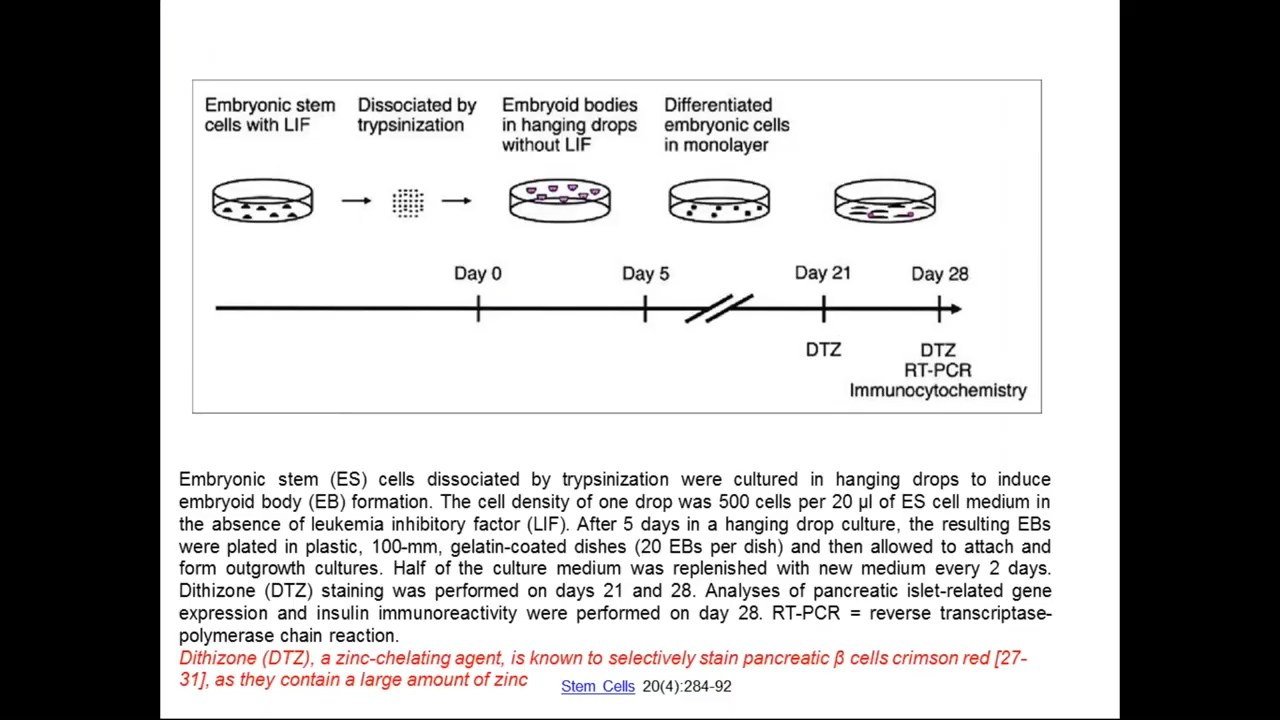 Embryonic stem
cells with LIF
Dissociated by
trypsinization
Embryoid bodies
in hanging drops
without LIF
Differentiated
embryonic cells
in monolayer
Day 0
Day 5
Day 21
Day 28
DTZ
DTZ
RT-PCR
Immunocytochemistry
Embryonic stem (ES) cells dissociated by trypsinization were cultured in hanging drops to induce
embryoid body (EB) formation. The cell density of one drop was 500 cells per 20 µl of ES cell medium in
the absence of leukemia inhibitory factor (LIF). After 5 days in a hanging drop culture, the resulting EBs
were plated in plastic, 100-mm, gelatin-coated dishes (20 EBs per dish) and then allowed to attach and
form outgrowth cultures. Half of the culture medium was replenished with new medium every 2 days.
Dithizone (DTZ) staining was performed on days 21 and 28. Analyses of pancreatic islet-related gene
expression and insulin immunoreactivity were performed on day 28. RT-PCR = reverse transcriptase-
polymerase chain reaction.
Dithizone (DTZ), a zinc-chelating agent, is known to selectively stain pancreatic β cells crimson red [27-
31], as they contain a large amount of zinc
Stem Cells 20(4):284-92